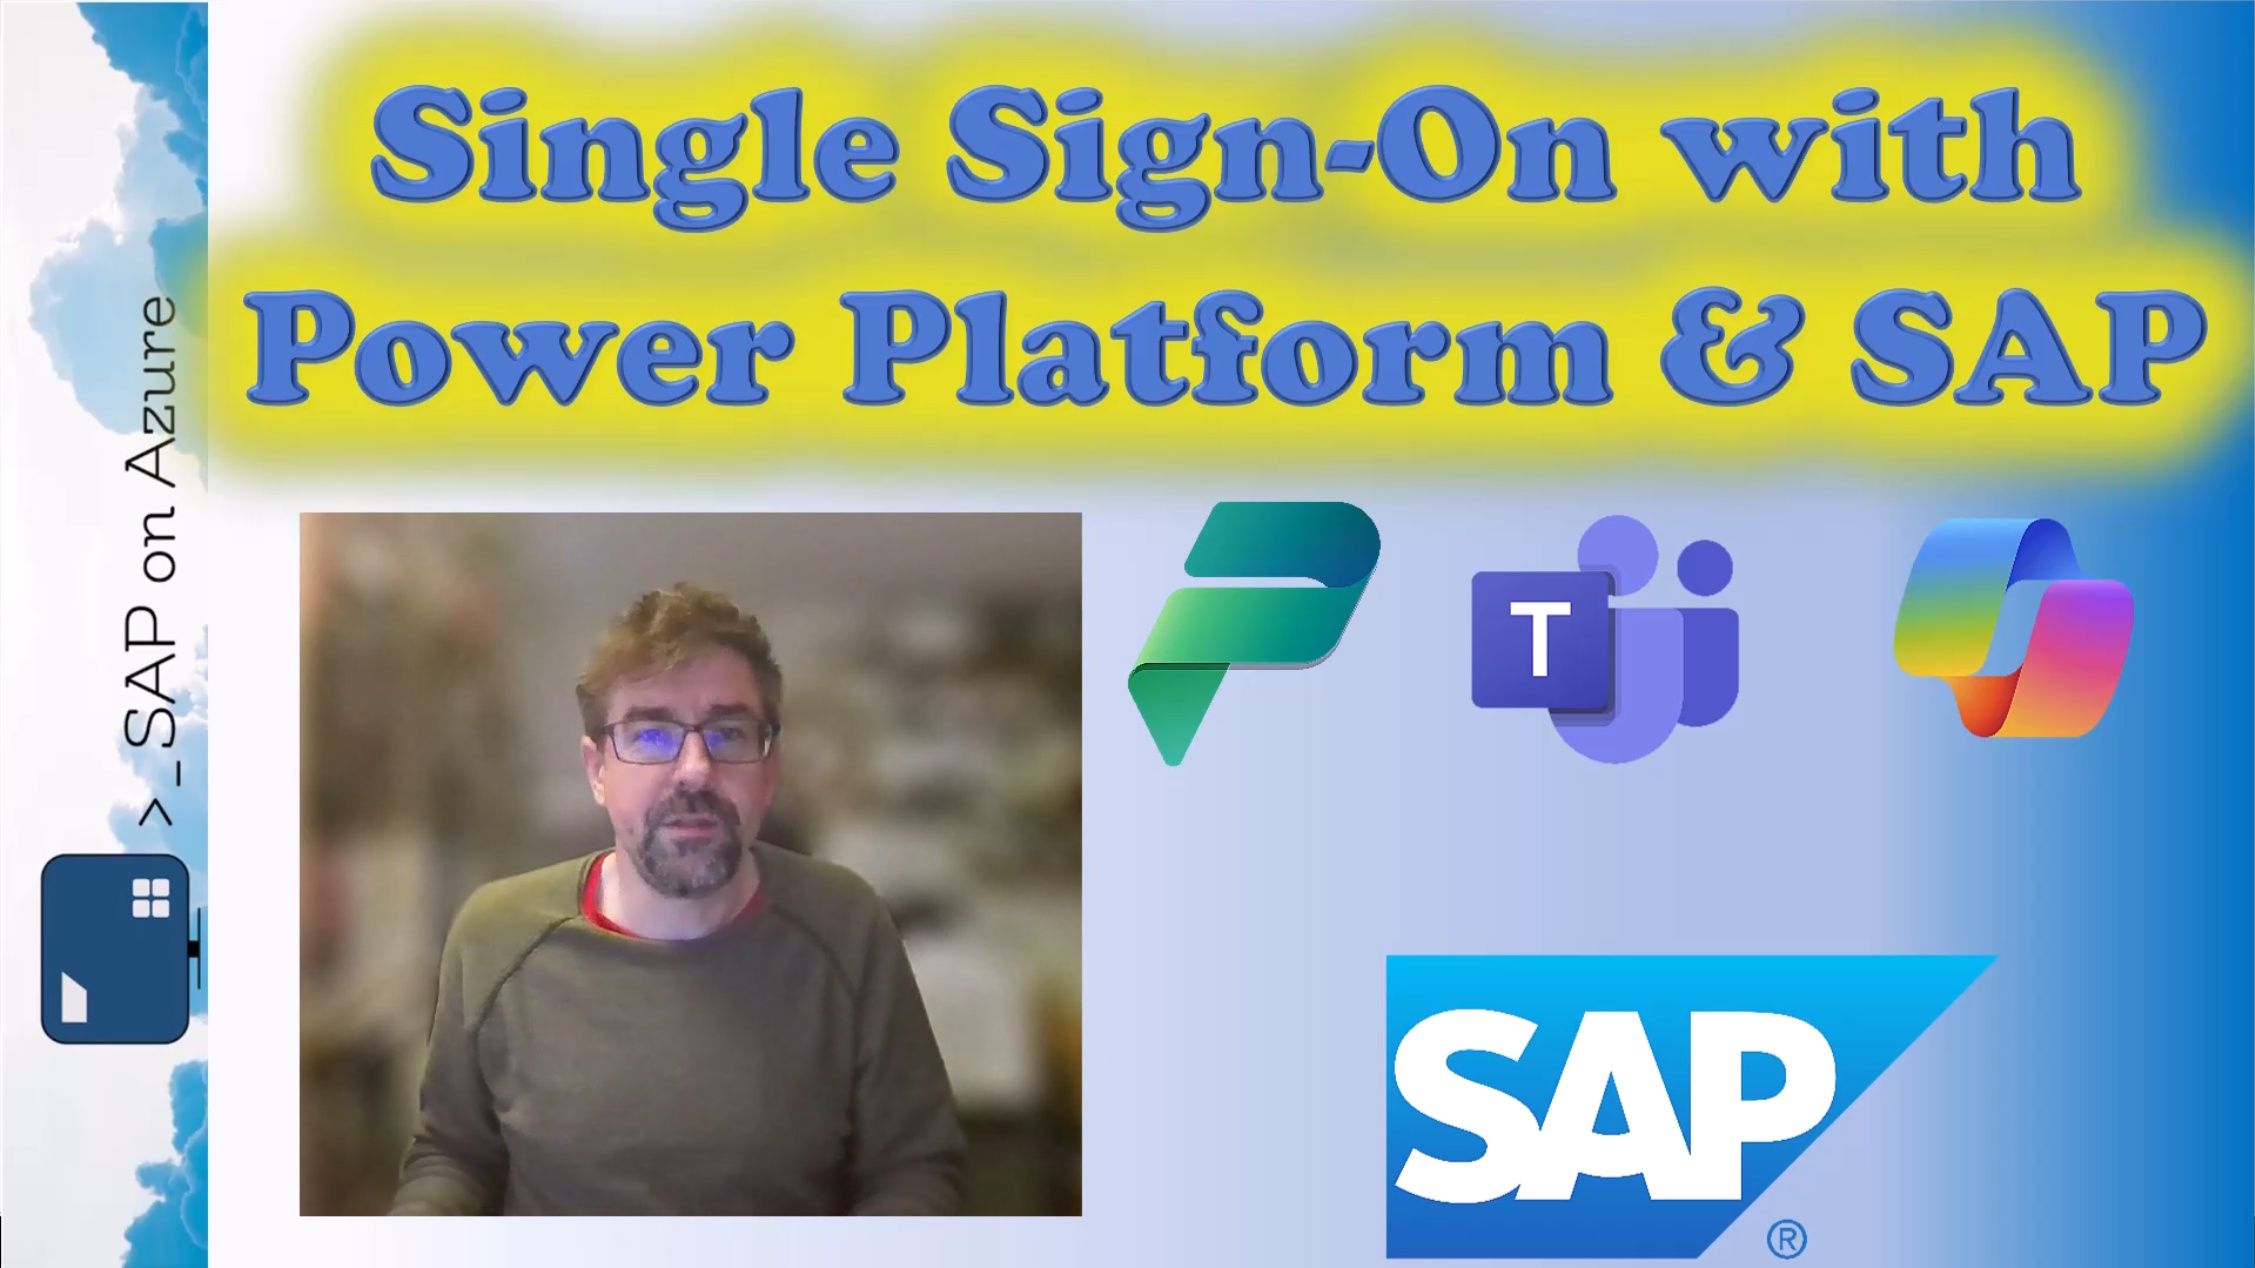 Single Sign-On with
Power Platform & SAP
>_SAP on Azure
T
SAP
®